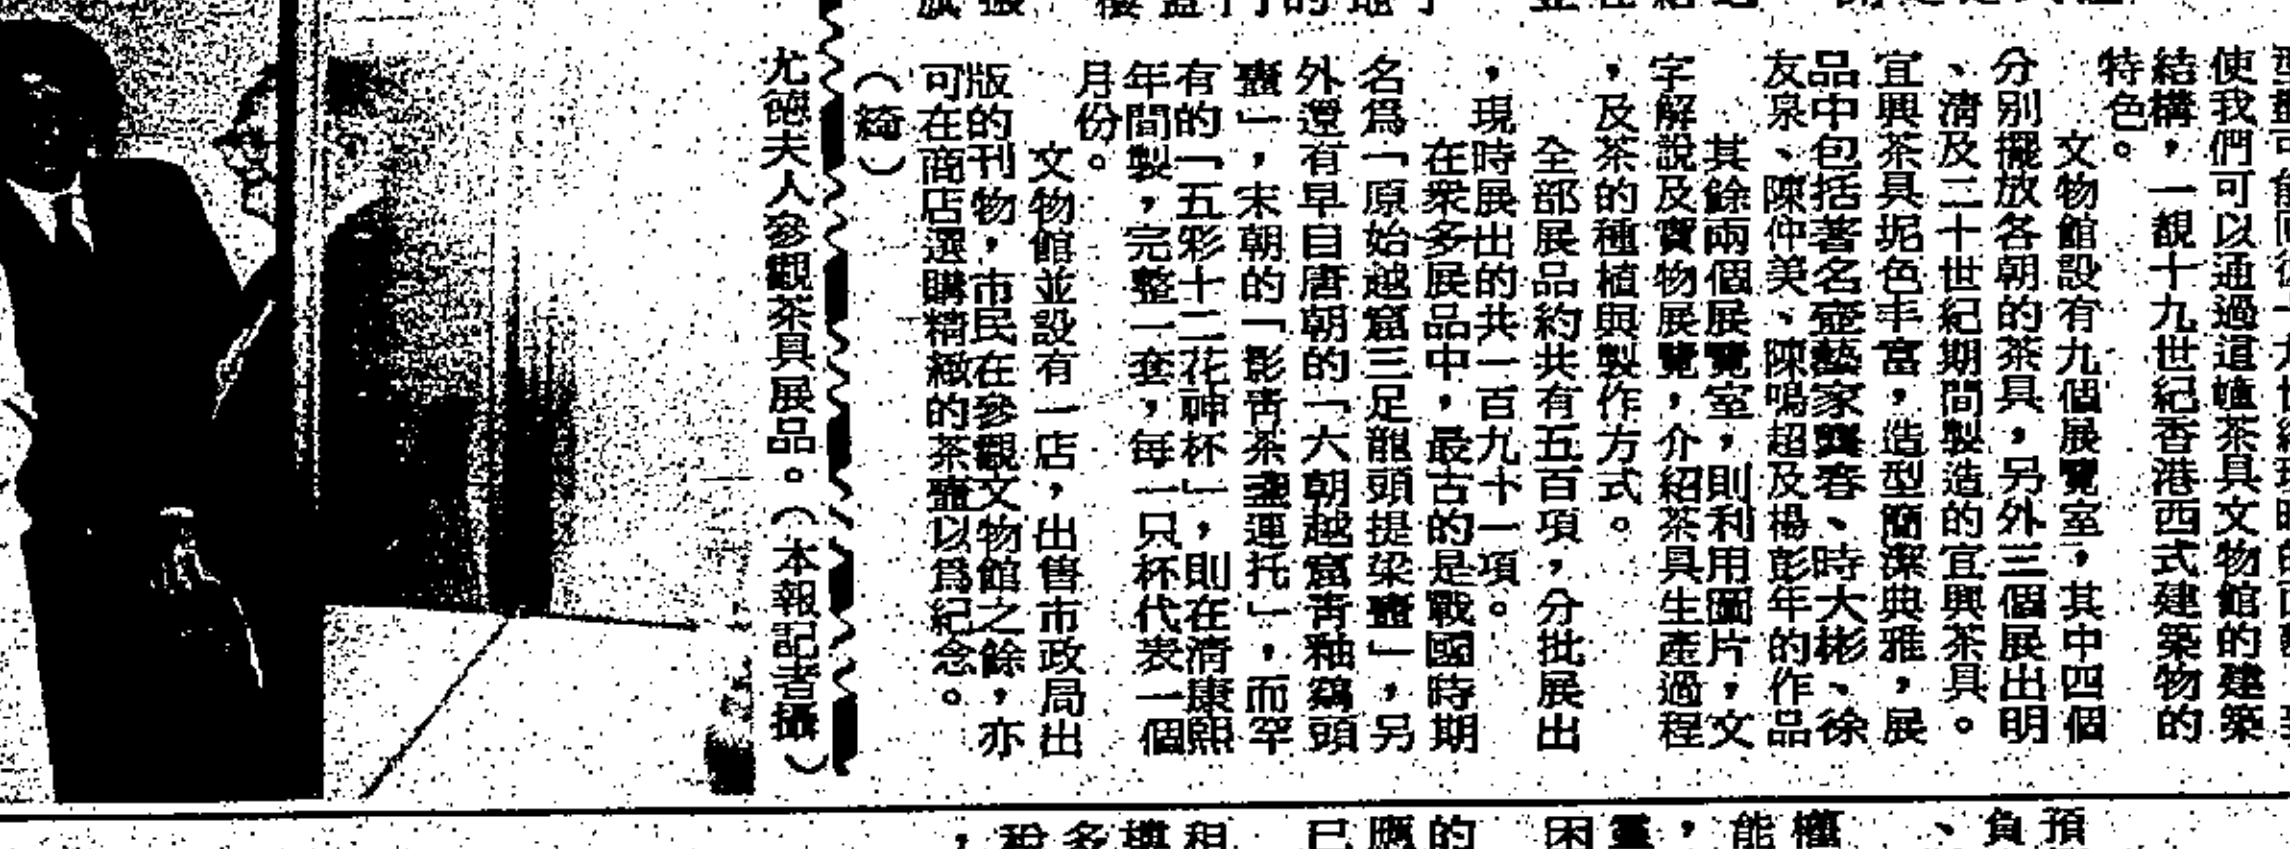 使我們可以通過這幢茶具文物館的建築
結構，一覩十九世紀香港西式建築物的
特色。
文物館設有九個展覽室，其中四個
分別擺放各朝的茶具，另外三個展出明
、清及二十世紀期間製造的宜興茶具。
宜興茶具坭色丰富，造型簡潔典雅，展
品中包括著名壺藝家龔春、時大彬、徐
友泉、陳仲美、陳鳴超及楊彭年的作品
其餘兩個展覽室，則利用圖片，文
字解說及實物展覽，介紹茶具生產過程
，及茶的種植與製作方式。
全部展品約共有五百項，分批展出
，現時展出的共一百九十一項。
在衆多展品中，最古的是戰國時期
名爲「原始越窰三足龍頭提梁壺」，另
外還有早自唐朝的「六朝越窰青釉鷄頭
壺」，末朝的「影青茶盞連托」，而罕
有的「五彩十二花神杯」，則在清康熙
年間製，完整一套，每一只杯代表一個
月份。
文物館並設有一店，出售市政局出
版的刊物，市民在參觀文物館之餘，亦
可在商店選購精緻的茶壺以爲紀念。
（綺）
尤德夫人參觀茶具展品。（本報記者攝）